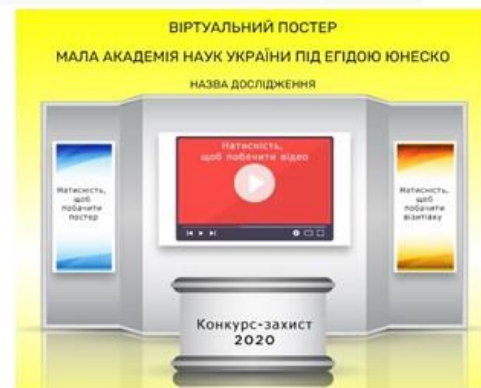 ВІРТУАЛЬНИЙ ПОСТЕР
МАЛА АКАДЕМІЯ НАУК УКРАЇНИ ПІД ЕГІДОЮ ЮНЕСКО
НАЗВА ДОСЛІДЖЕННЯ
Натисність,
щоб
побачити
постер
Натисність,
щоб побачити відео
Натисність,
щоб
побачити
візитівку
Конкурс-захист
2020